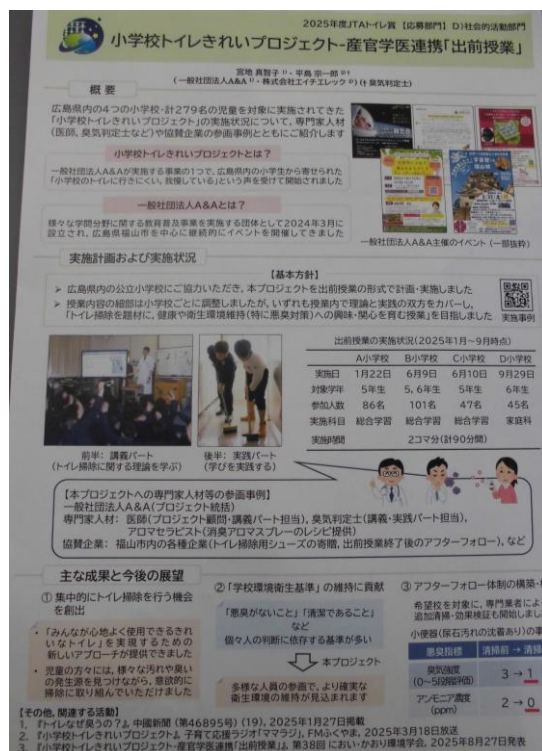 2025年度JTAトイレ賞 【応募部門】 D)社会的活動部門
小学校トイレきれいプロジェクト-産官学医連携「出前授業」
宮地 真智子 1)・平島 宗一郎 2)†
(一般社団法人A&A 1)・株式会社エイチエレック 2)) († 臭気判定士)
概 要
広島県内の4つの小学校・計279名の児童を対象に実施されてきた
「小学校トイレきれいプロジェクト」の実施状況について、専門家人材
(医師、臭気判定士など)や協賛企業の参画事例とともにご紹介します
小学校トイレきれいプロジェクトとは?
一般社団法人A&Aが実施する事業の1つで、広島県内の小学生から寄せられた
「小学校のトイレに行きにくい、我慢している」という声を受けて開始されました
一般社団法人A&Aとは?
様々な学問分野に関する教育普及事業を実施する団体として2024年3月に
設立され、広島県福山市を中心に継続的にイベントを開催してきました
一般社団法人A&A主催のイベント (一部抜粋)
実施計画および実施状況
【基本方針】
➢ 広島県内の公立小学校にご協力いただき、本プロジェクトを出前授業の形式で計画・実施しました
➢ 授業内容の細部は小学校ごとに調整しましたが、いずれも授業内で理論と実践の双方をカバーし、
「トイレ掃除を題材に、健康や衛生環境維持(特に悪臭対策)への興味・関心を育む授業」を目指しました
実施事例
出前授業の実施状況(2025年1月~9月時点)
A小学校 B小学校 C小学校 D小学校
実施日 1月22日 6月9日 6月10日 9月29日
対象学年 5年生 5, 6年生 5年生 6年生
参加人数 86名 101名 47名 45名
実施科目 総合学習 総合学習 総合学習 家庭科
実施時間 2コマ分(計90分間)
前半: 講義パート
(トイレ掃除に関する理論を学ぶ)
後半: 実践パート
(学びを実践する)
【本プロジェクトへの専門家人材等の参画事例】
一般社団法人A&A(プロジェクト統括)
専門家人材: 医師(プロジェクト顧問・講義パート担当), 臭気判定士(講義・実践パート担当),
アロマセラピスト(消臭アロマスプレーのレシピ提供)
協賛企業: 福山市内の各種企業(トイレ掃除用シューズの寄贈, 出前授業終了後のアフターフォロー), など
主な成果と今後の展望
① 集中的にトイレ掃除を行う機会
を創出
・ 「みんなが心地よく使用できるきれ
いなトイレ」を実現するための
新しいアプローチが提供できました
・ 児童の方々には、様々な汚れや臭い
の発生源を見つけながら、意欲的に
掃除に取り組んでいただけました
② 「学校環境衛生基準」の維持に貢献
「悪臭がないこと」「清潔であること」
など
個々人の判断に依存する基準が多い
本プロジェクト
多様な人員の参画で、より確実な
衛生環境の維持が見込まれます
③ アフターフォロー体制の構築・
希望校を対象に、専門業者によ
追加清掃・効果検証も開始しまし
小便器(尿石汚れの沈着あり)の事
悪臭指標 清掃前 → 清掃
臭気強度
(0~5段階評価) 3 → 1
アンモニア濃度
(ppm) 2 → 0
【その他, 関連する活動】
1. 『トイレなぜ臭うの?』, 中國新聞 (第46895号) (19), 2025年1月27日掲載
2. 『小学校トイレきれいプロジェクト』, 子育て応援ラジオ「ママラジ」, FMふくやま, 2025年3月18日放送
3. 『小学校トイレきれいプロジェクト-産官学医連携「出前授業」』, 第38回 におい・かおり環境学会, 2025年8月27日発表